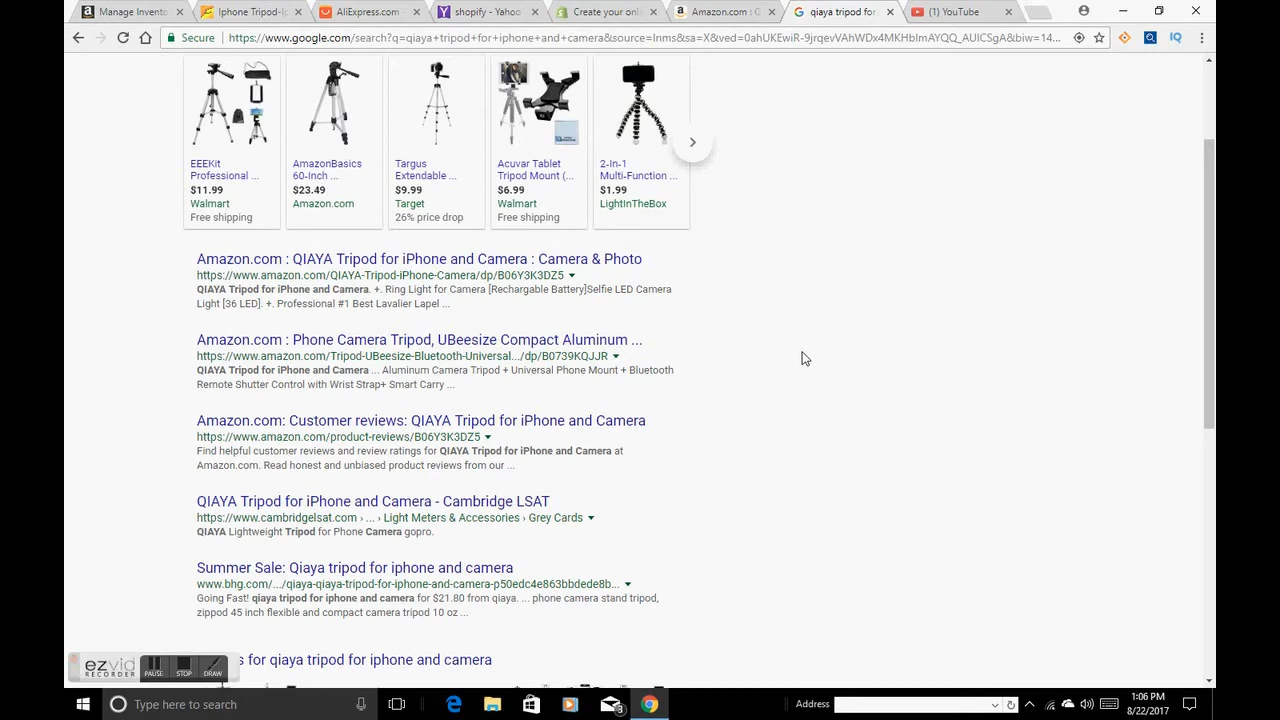 Manage Invento
Iphone Tripod-Ip
AliExpress.com -
shopify - Yahoo
Create your onli
Amazon.com : Q
qiaya tripod for
(1) YouTube
Secure
https://www.google.com/search?q=qiaya+tripod+for+iphone+and+camera&source=lnms&sa=X&ved=0ahUKEwiR-9jrqevVAhWDx4MKHblmAYQQ_AUICSgA&biw=14...
EEEKit
Professional ...
$11.99
Walmart
Free shipping
AmazonBasics
60-Inch ...
$23.49
Amazon.com
Targus
Extendable ...
$9.99
Target
26% price drop
Acuvar Tablet
Tripod Mount (...
$6.99
Walmart
Free shipping
2-In-1
Multi-Function ...
$1.99
LightInTheBox
Amazon.com : QIAYA Tripod for iPhone and Camera : Camera & Photo
https://www.amazon.com/QIAYA-Tripod-iPhone-Camera/dp/B06Y3K3DZ5
QIAYA Tripod for iPhone and Camera. +. Ring Light for Camera [Rechargable Battery]Selfie LED Camera
Light [36 LED]. +. Professional #1 Best Lavalier Lapel ...
Amazon.com : Phone Camera Tripod, UBeesize Compact Aluminum ...
https://www.amazon.com/Tripod-UBeesize-Bluetooth-Universal.../dp/B0739KQJJR
QIAYA Tripod for iPhone and Camera ... Aluminum Camera Tripod + Universal Phone Mount + Bluetooth
Remote Shutter Control with Wrist Strap+ Smart Carry ...
Amazon.com: Customer reviews: QIAYA Tripod for iPhone and Camera
https://www.amazon.com/product-reviews/B06Y3K3DZ5
Find helpful customer reviews and review ratings for QIAYA Tripod for iPhone and Camera at
Amazon.com. Read honest and unbiased product reviews from our ...
QIAYA Tripod for iPhone and Camera - Cambridge LSAT
https://www.cambridgelsat.com › ... › Light Meters & Accessories › Grey Cards
QIAYA Lightweight Tripod for Phone Camera gopro.
Summer Sale: Qiaya tripod for iphone and camera
www.bhg.com/.../qiaya-qiaya-tripod-for-iphone-and-camera-p50edc4e863bbdede8b...
Going Fast! qiaya tripod for iphone and camera for $21.80 from qiaya. ... phone camera stand tripod,
zippod 45 inch flexible and compact camera tripod 10 oz ...
s for qiaya tripod for iphone and camera
ezvid
RECORDER
PAUSE
STOP
DRAW
Type here to search
3
Address
1:06 PM
8/22/2017